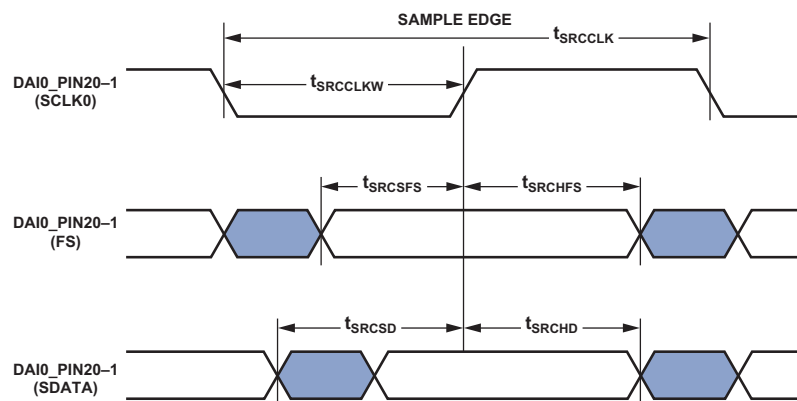 SAMPLE EDGE
tSRCCLK
DAI0_PIN20–1
(SCLK0)
tSRCCLKW
DAI0_PIN20–1
(FS)
tSRCSFS
tSRCHFS
DAI0_PIN20–1
(SDATA)
tSRCSD
tSRCHD